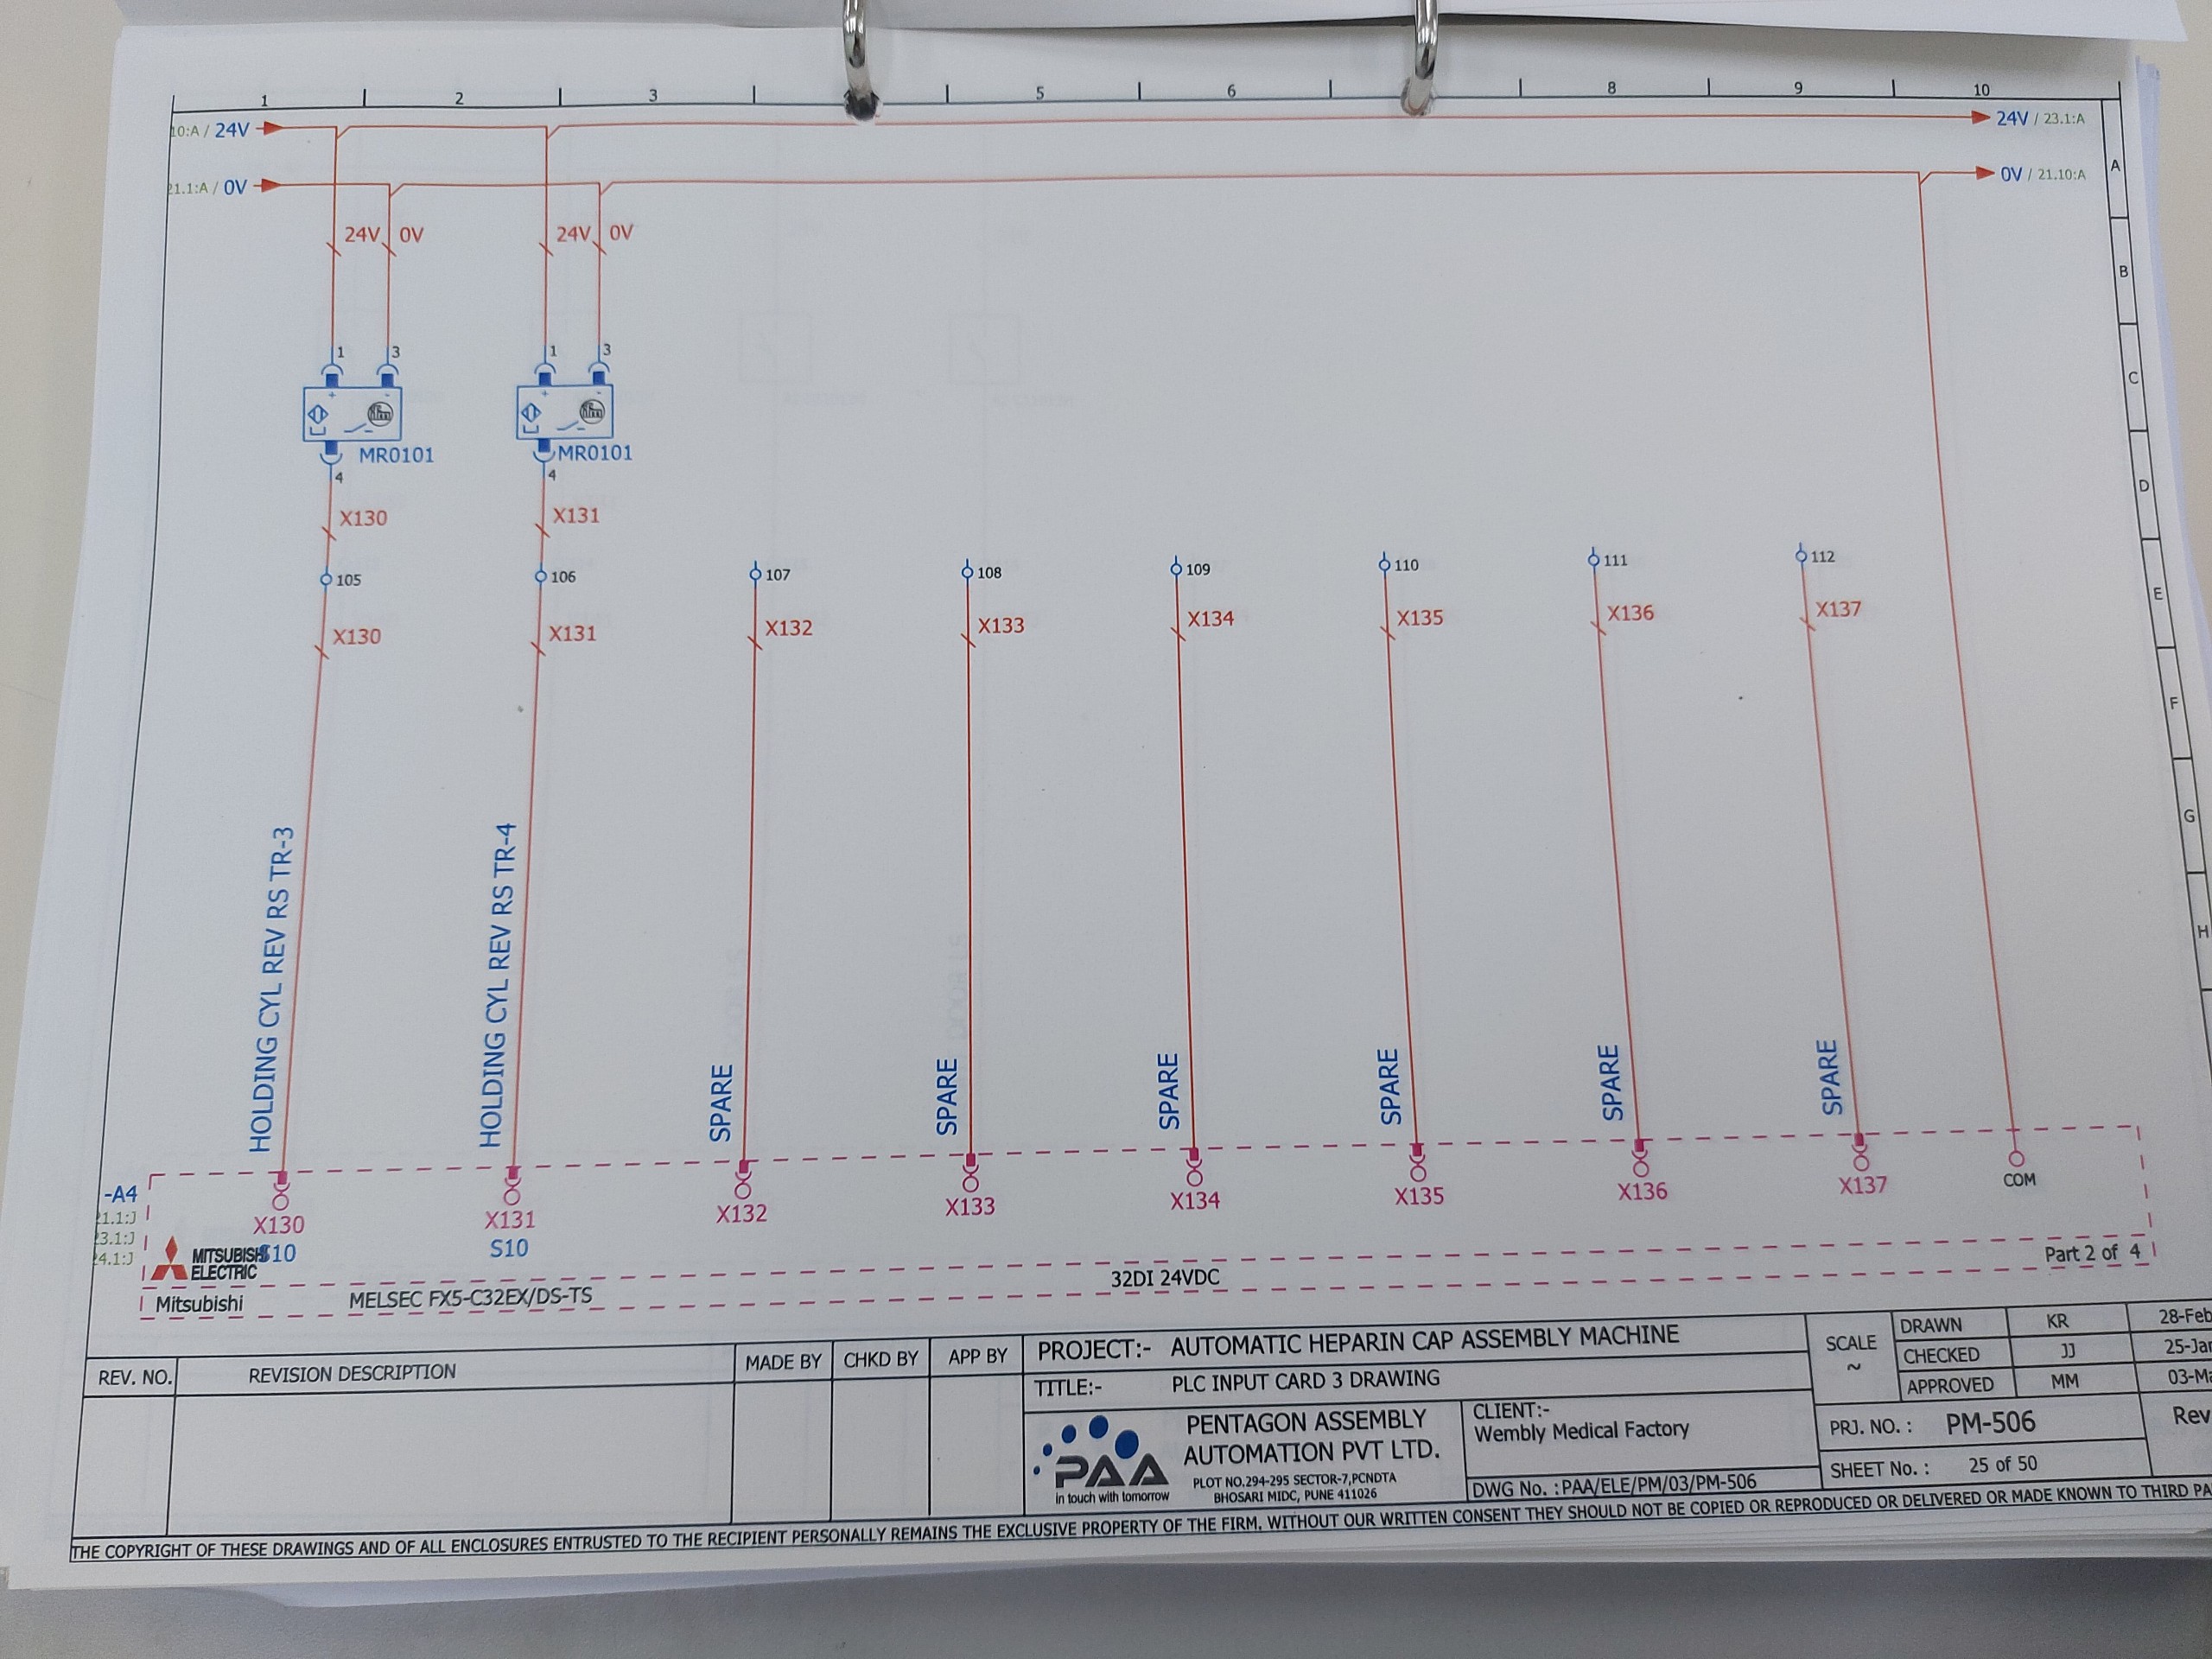 1 2 3 5 6 8 9 10
10:A / 24V
24V / 23.1:A
A
21.1:A / 0V
0V / 21.10:A
24V 0V 24V 0V
B
1 3 1 3
C
+ - + -
ifm ifm
MR0101 MR0101
4 4
D
X130 X131
105 106 107 108 109 110 111 112
E
X130 X131 X132 X133 X134 X135 X136 X137
F
G
H
HOLDING CYL REV RS TR-3
HOLDING CYL REV RS TR-4
SPARE
SPARE
SPARE
SPARE
SPARE
SPARE
-A4
X130 X131 X132 X133 X134 X135 X136 X137 COM
21.1:J
23.1:J
24.1:J
S10 S10
MITSUBISHI
ELECTRIC
Part 2 of 4
32DI 24VDC
Mitsubishi MELSEC FX5-C32EX/DS-TS
REV. NO. REVISION DESCRIPTION MADE BY CHKD BY APP BY
PROJECT:- AUTOMATIC HEPARIN CAP ASSEMBLY MACHINE
TITLE:- PLC INPUT CARD 3 DRAWING
PAA
in touch with tomorrow
PENTAGON ASSEMBLY
AUTOMATION PVT LTD.
PLOT NO.294-295 SECTOR-7,PCNDTA
BHOSARI MIDC, PUNE 411026
CLIENT:-
Wembly Medical Factory
DWG No. :PAA/ELE/PM/03/PM-506
SCALE
~
DRAWN KR 28-Feb
CHECKED JJ 25-Jan
APPROVED MM 03-Ma
PRJ. NO. : PM-506 Rev
SHEET No. : 25 of 50
THE COPYRIGHT OF THESE DRAWINGS AND OF ALL ENCLOSURES ENTRUSTED TO THE RECIPIENT PERSONALLY REMAINS THE EXCLUSIVE PROPERTY OF THE FIRM. WITHOUT OUR WRITTEN CONSENT THEY SHOULD NOT BE COPIED OR REPRODUCED OR DELIVERED OR MADE KNOWN TO THIRD PA